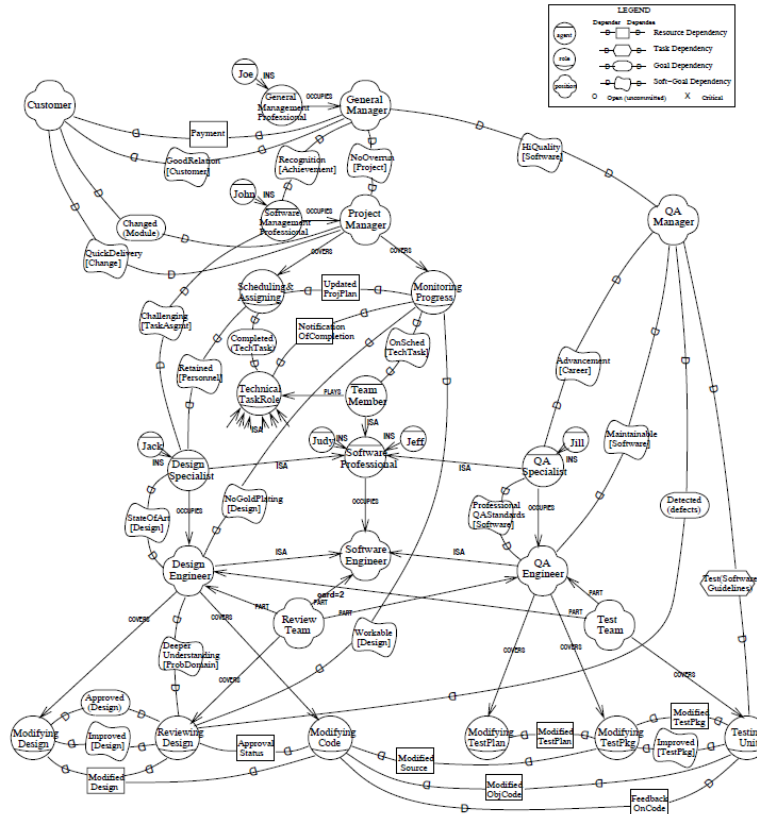 LEGEND
Depender Dependee
agent
Resource Dependency
Task Dependency
role
Goal Dependency
position
Soft-Goal Dependency
O Open (uncommitted) X Critical
Joe
INS
General
Management
Professional
OCCUPIES
General
Manager
Customer
Payment
GoodRelation
[Customer]
Recognition
[Achievement]
NoOverrun
[Project]
HiQuality
[Software]
John
INS
Software
Management
Professional
OCCUPIES
Project
Manager
QA
Manager
Changed
(Module)
QuickDelivery
[Change]
COVERS
COVERS
Scheduling&
Assigning
Updated
ProjPlan
Monitoring
Progress
Challenging
[TaskAsgmt]
Completed
(TechTask)
Notification
OfCompletion
OnSched
[TechTask]
Retained
[Personnel]
Advancement
[Career]
Technical
TaskRole
PLAYS
Team
Member
ISA
ISA
Maintainable
[Software]
Jack
INS
Design
Specialist
ISA
Judy
INS
INS
Jeff
Software
Professional
ISA
QA
Specialist
Jill
INS
NoGoldPlating
[Design]
StateOfArt
[Design]
OCCUPIES
OCCUPIES
Professional
QAStandards
[Software]
OCCUPIES
Detected
(defects)
Design
Engineer
ISA
Software
Engineer
ISA
QA
Engineer
Test(Software
Guidelines)
card=2
PART
PART
PART
PART
PART
COVERS
COVERS
Review
Team
Test
Team
Deeper
Understanding
[ProbDomain]
Workable
[Design]
COVERS
COVERS
COVERS
COVERS
Approved
(Design)
Modifying
Design
Improved
[Design]
Reviewing
Design
Approval
Status
Modifying
Code
Modified
Design
Modified
Source
Modifying
TestPlan
Modified
TestPlan
Modifying
TestPkg
Modified
TestPkg
Improved
[TestPkg]
Testing
Unit
Modified
ObjCode
Feedback
OnCode